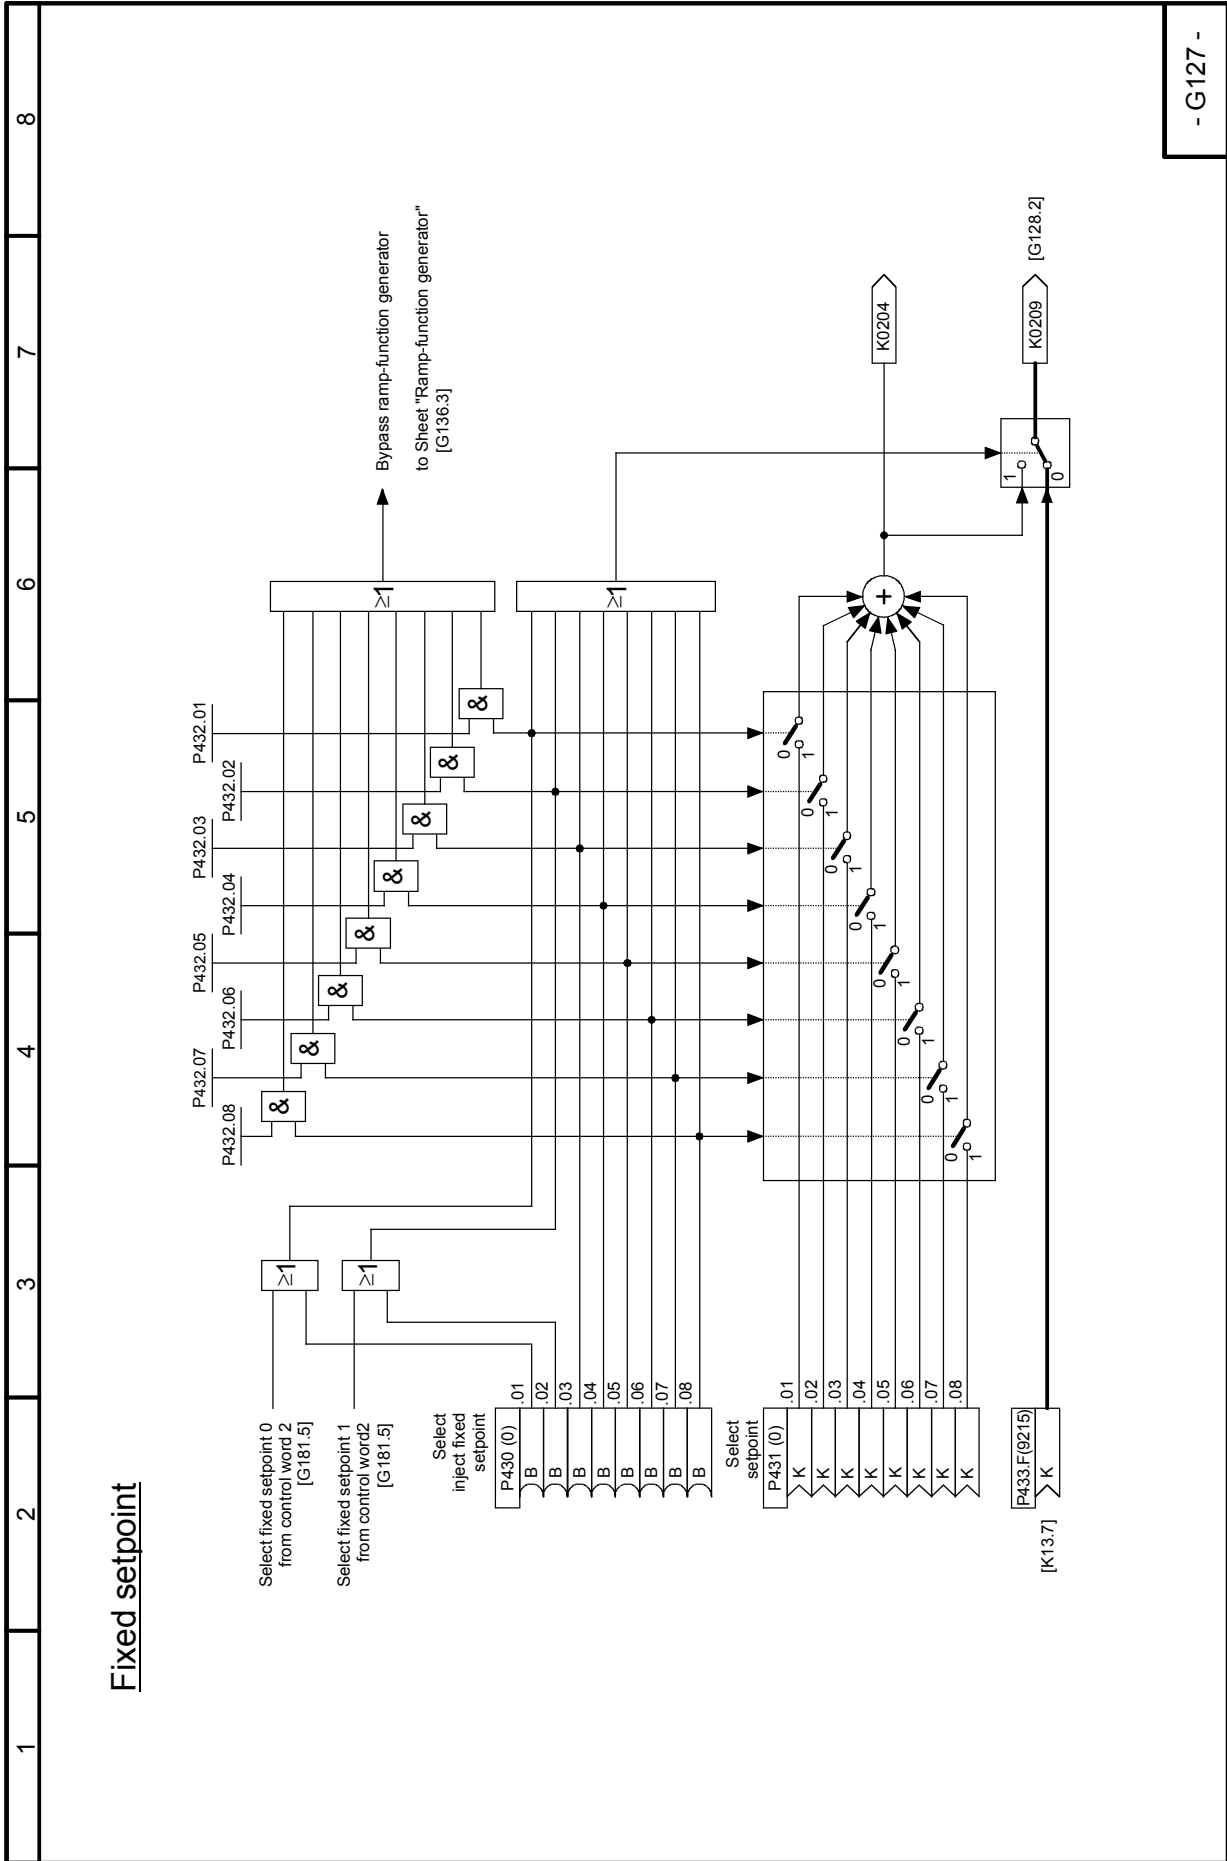 1
2
3
4
5
6
7
8
Fixed setpoint
Select fixed setpoint 0
from control word 2
[G181.5]
Select fixed setpoint 1
from control word2
[G181.5]
≥1
≥1
P432.08
P432.07
P432.06
P432.05
P432.04
P432.03
P432.02
P432.01
&
&
&
&
&
&
&
&
≥1
Bypass ramp-function generator
to Sheet "Ramp-function generator"
[G136.3]
Select
inject fixed
setpoint
P430 (0)
B .01
B .02
B .03
B .04
B .05
B .06
B .07
B .08
≥1
Select
setpoint
P431 (0)
K .01
K .02
K .03
K .04
K .05
K .06
K .07
K .08
0 1
0 1
0 1
0 1
0 1
0 1
0 1
0 1
+
K0204
P433.F(9215)
K
[K13.7]
1
0
K0209
[G128.2]
- G127 -